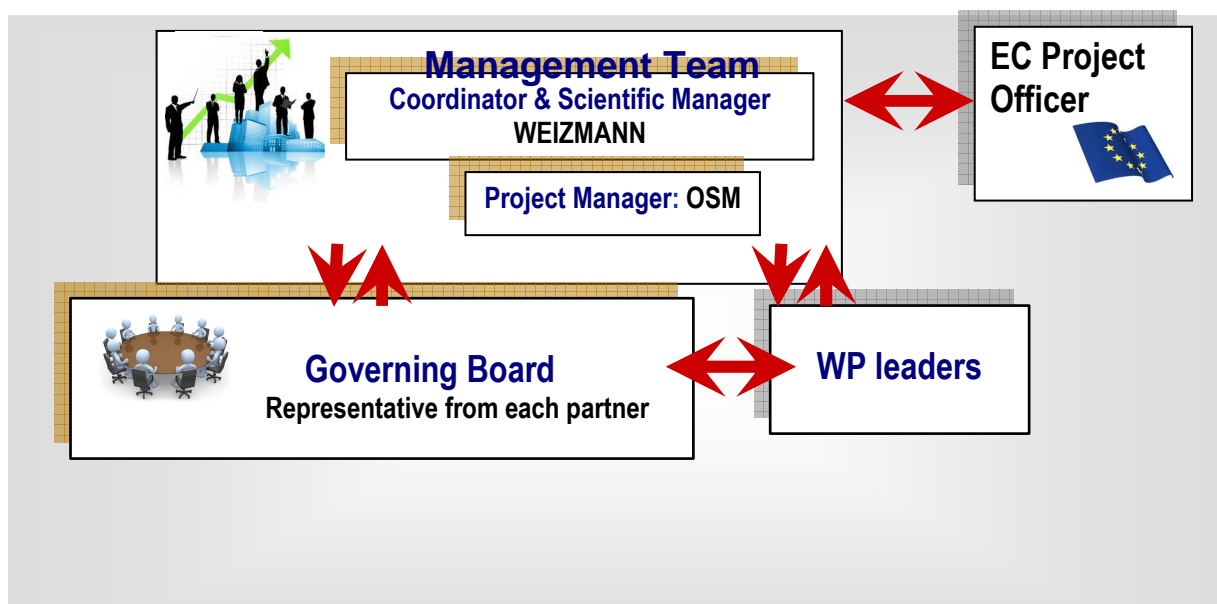 Management Team
Coordinator & Scientific Manager
WEIZMANN
Project Manager: OSM
EC Project
Officer
Governing Board
Representative from each partner
WP leaders